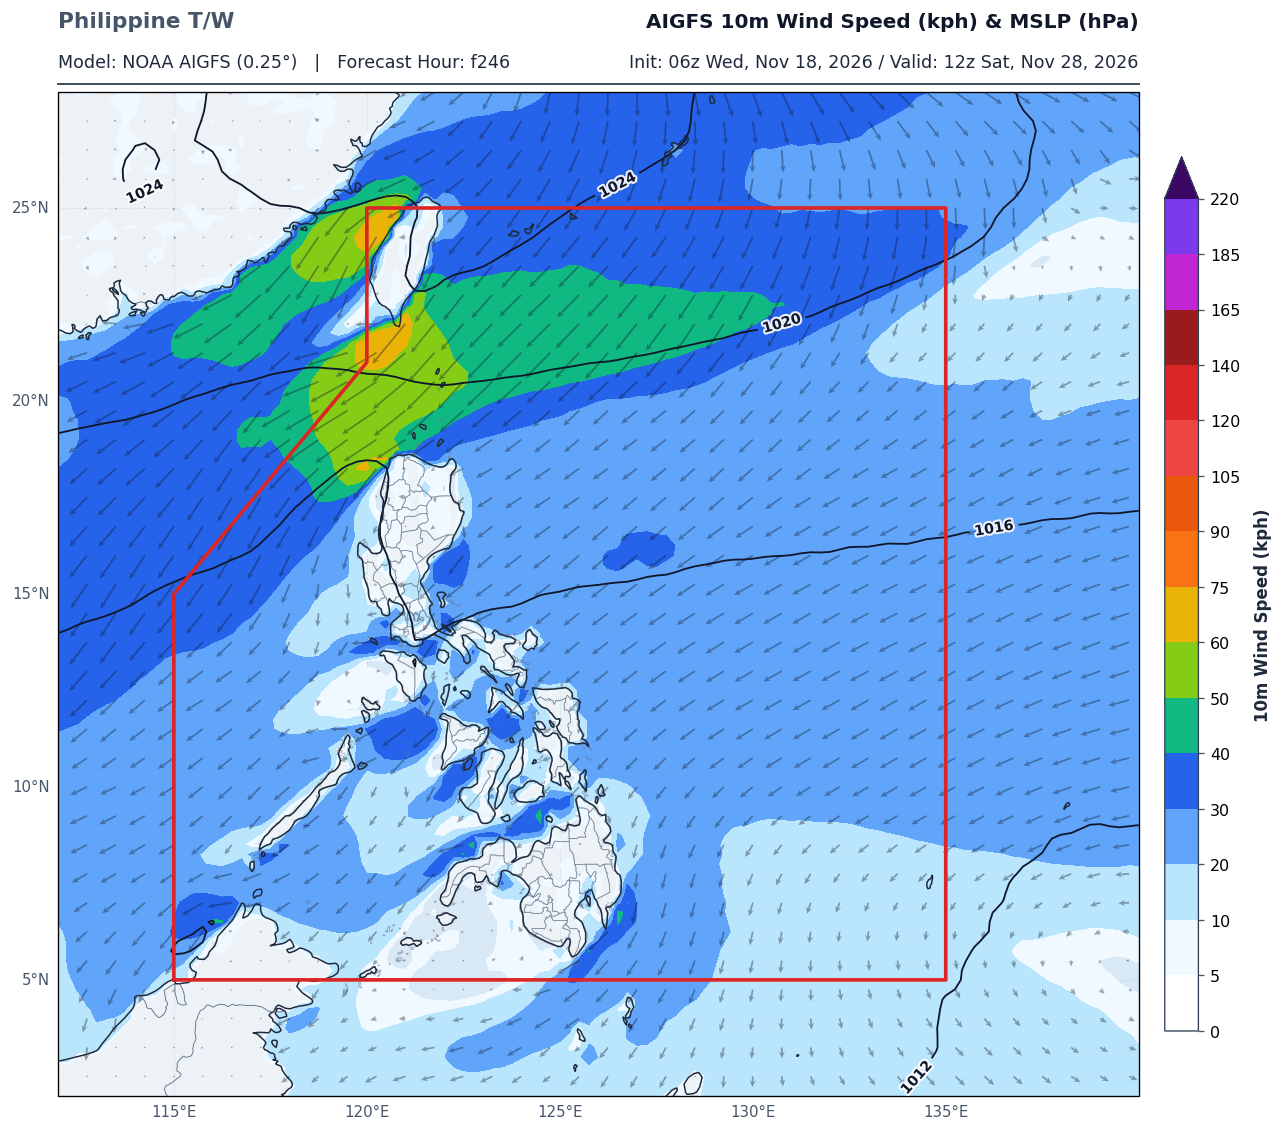 Philippine T/W
AIGFS 10m Wind Speed (kph) & MSLP (hPa)
Model: NOAA AIGFS (0.25°) | Forecast Hour: f246
Init: 06z Wed, Nov 18, 2026 / Valid: 12z Sat, Nov 28, 2026
1024
1024
1020
1016
1012
25°N
20°N
15°N
10°N
5°N
115°E
120°E
125°E
130°E
135°E
220
185
165
140
120
105
90
75
60
50
40
30
20
10
5
0
10m Wind Speed (kph)